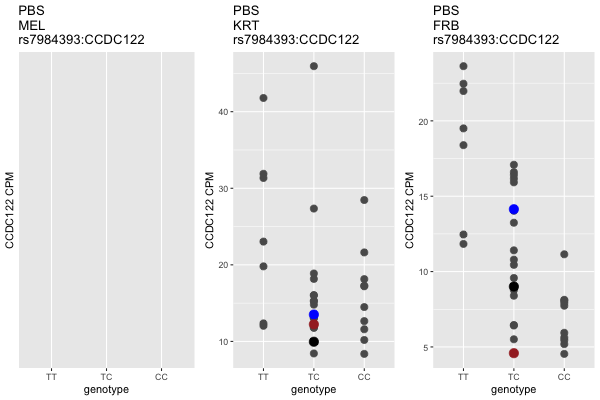 PBS
MEL
rs7984393:CCDC122
CCDC122 CPM
TT TC CC
genotype
PBS
KRT
rs7984393:CCDC122
CCDC122 CPM
40
30
20
10
TT TC CC
genotype
PBS
FRB
rs7984393:CCDC122
CCDC122 CPM
20
15
10
5
TT TC CC
genotype